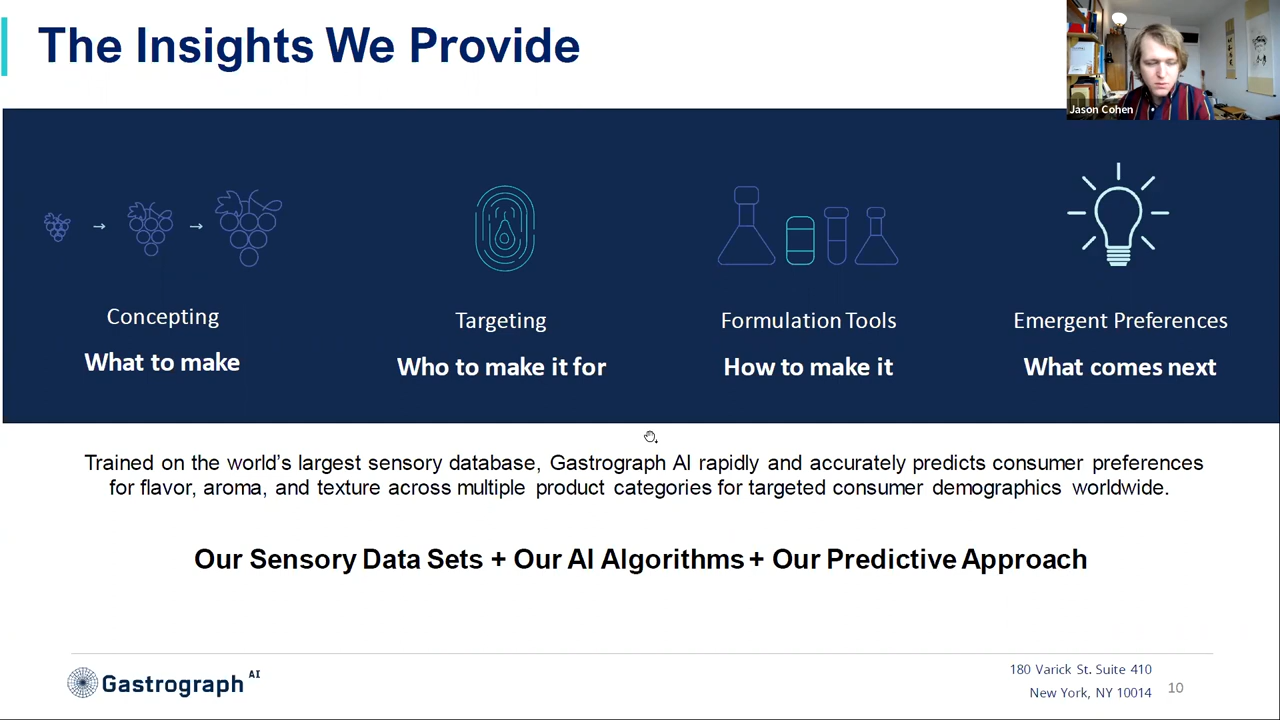 The Insights We Provide
Jason Cohen
Concepting
What to make
Targeting
Who to make it for
Formulation Tools
How to make it
Emergent Preferences
What comes next
Trained on the world's largest sensory database, Gastrograph AI rapidly and accurately predicts consumer preferences
for flavor, aroma, and texture across multiple product categories for targeted consumer demographics worldwide.
Our Sensory Data Sets + Our AI Algorithms + Our Predictive Approach
Gastrograph AI
180 Varick St. Suite 410
New York, NY 10014
10